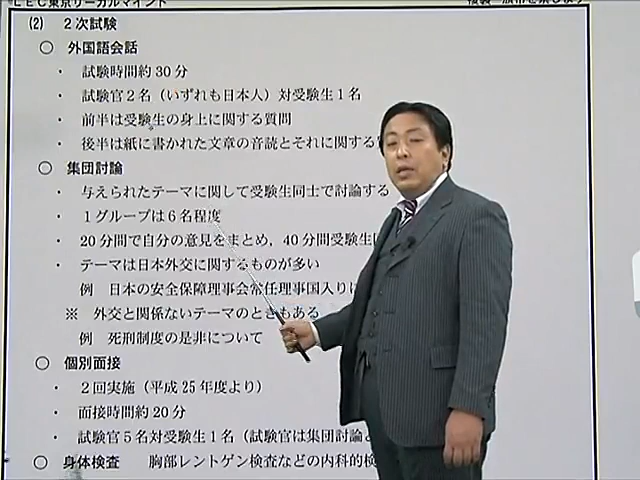 LEC東京リーガルマインド
(2) 2次試験
○ 外国語会話
・ 試験時間約30分
・ 試験官2名（いずれも日本人）対受験生1名
・ 前半は受験生の身上に関する質問
・ 後半は紙に書かれた文章の音読とそれに関する
○ 集団討論
・ 与えられたテーマに関して受験生同士で討論する
・ 1グループは6名程度
・ 20分間で自分の意見をまとめ，40分間受験生
・ テーマは日本外交に関するものが多い
例 日本の安全保障理事会常任理事国入り
※ 外交と関係ないテーマのときもある
例 死刑制度の是非について
○ 個別面接
・ 2回実施（平成25年度より）
・ 面接時間約20分
・ 試験官5名対受験生1名（試験官は集団討論
○ 身体検査 胸部レントゲン検査などの内科的検